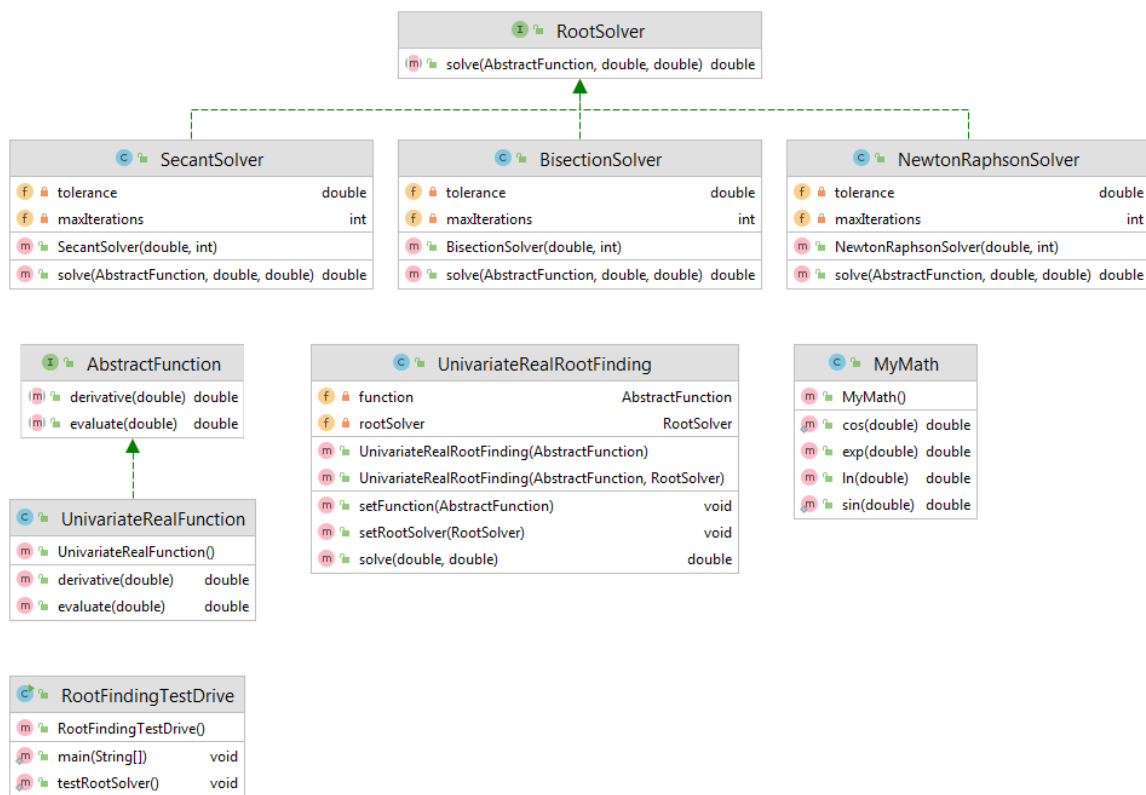 I RootSolver
m solve(AbstractFunction, double, double) double
C SecantSolver
f tolerance double
f maxIterations int
m SecantSolver(double, int)
m solve(AbstractFunction, double, double) double
C BisectionSolver
f tolerance double
f maxIterations int
m BisectionSolver(double, int)
m solve(AbstractFunction, double, double) double
C NewtonRaphsonSolver
f tolerance double
f maxIterations int
m NewtonRaphsonSolver(double, int)
m solve(AbstractFunction, double, double) double
I AbstractFunction
m derivative(double) double
m evaluate(double) double
C UnivariateRealFunction
m UnivariateRealFunction()
m derivative(double) double
m evaluate(double) double
C UnivariateRealRootFinding
f function AbstractFunction
f rootSolver RootSolver
m UnivariateRealRootFinding(AbstractFunction)
m UnivariateRealRootFinding(AbstractFunction, RootSolver)
m setFunction(AbstractFunction) void
m setRootSolver(RootSolver) void
m solve(double, double) double
C MyMath
m MyMath()
m cos(double) double
m exp(double) double
m ln(double) double
m sin(double) double
C RootFindingTestDrive
m RootFindingTestDrive()
m main(String[]) void
m testRootSolver() void